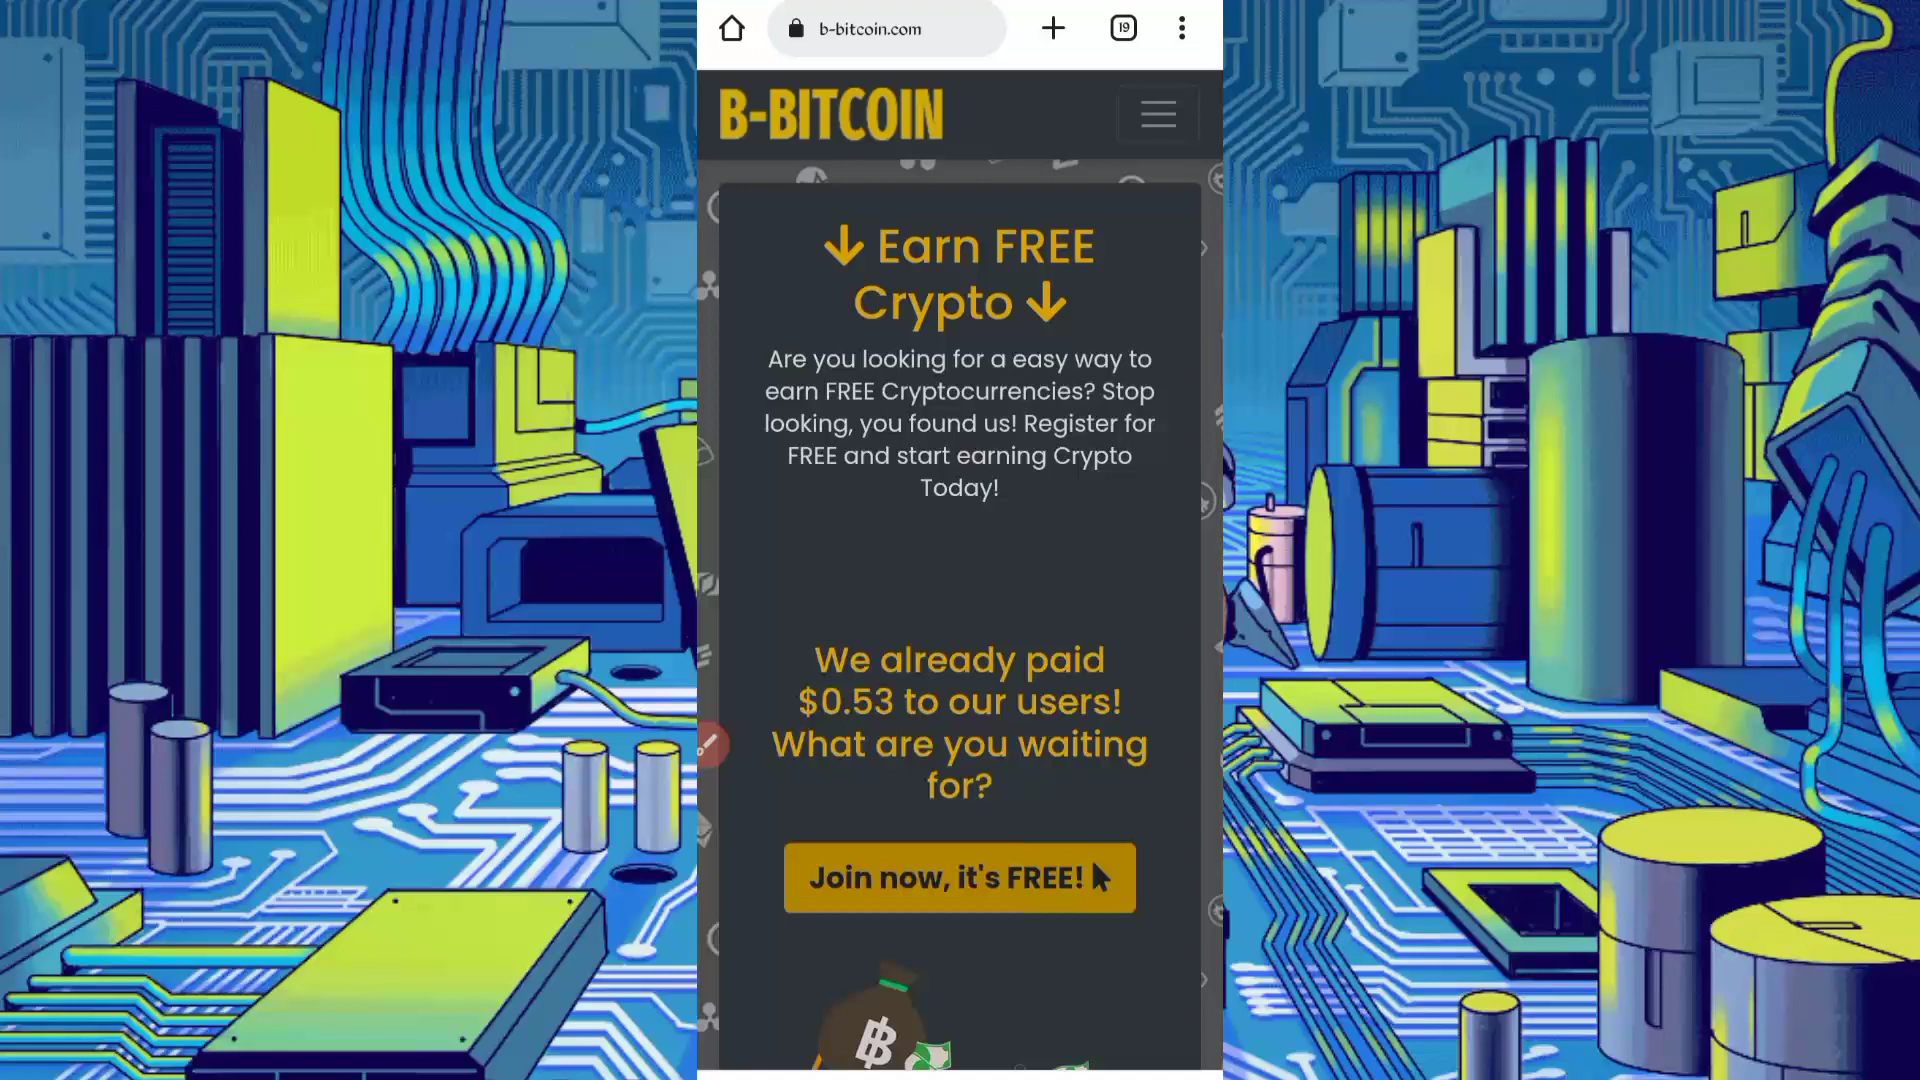 b-bitcoin.com
19
B-BITCOIN
Earn FREE
Crypto
Are you looking for a easy way to
earn FREE Cryptocurrencies? Stop
looking, you found us! Register for
FREE and start earning Crypto
Today!
We already paid
$0.53 to our users!
What are you waiting
for?
Join now, it's FREE!